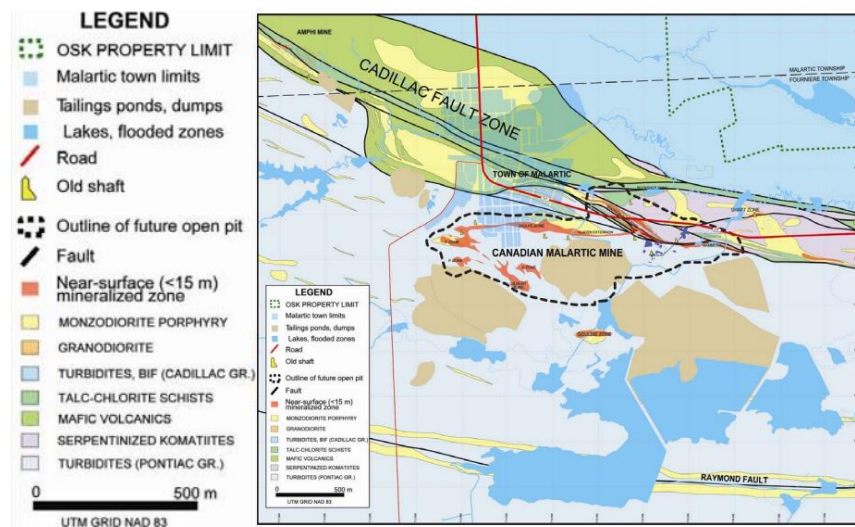 LEGEND
OSK PROPERTY LIMIT
Malartic town limits
Tailings ponds, dumps
Lakes, flooded zones
Road
Old shaft
Outline of future open pit
Fault
Near-surface (<15 m)
mineralized zone
MONZODIORITE PORPHYRY
GRANODIORITE
TURBIDITES, BIF (CADILLAC GR.)
TALC-CHLORITE SCHISTS
MAFIC VOLCANICS
SERPENTINIZED KOMATIITES
TURBIDITES (PONTIAC GR.)
0 500 m
UTM GRID NAD 83
AMPHI MINE
CADILLAC FAULT ZONE
MALARTIC TOWNSHIP
FOURNIERE TOWNSHIP
TOWN OF MALARTIC
CANADIAN MALARTIC MINE
GOULDIE ZONE
RAYMOND FAULT
LEGEND
OSK PROPERTY LIMIT
Malartic town limits
Tailings ponds, dumps
Lakes, flooded zones
Road
Old shaft
Outline of future open pit
Fault
Near-surface (<15 m)
mineralized zone
MONZODIORITE PORPHYRY
GRANODIORITE
TURBIDITES, BIF (CADILLAC GR.)
TALC-CHLORITE SCHISTS
MAFIC VOLCANICS
SERPENTINIZED KOMATIITES
TURBIDITES (PONTIAC GR.)
0 500 m
UTM GRID NAD 83